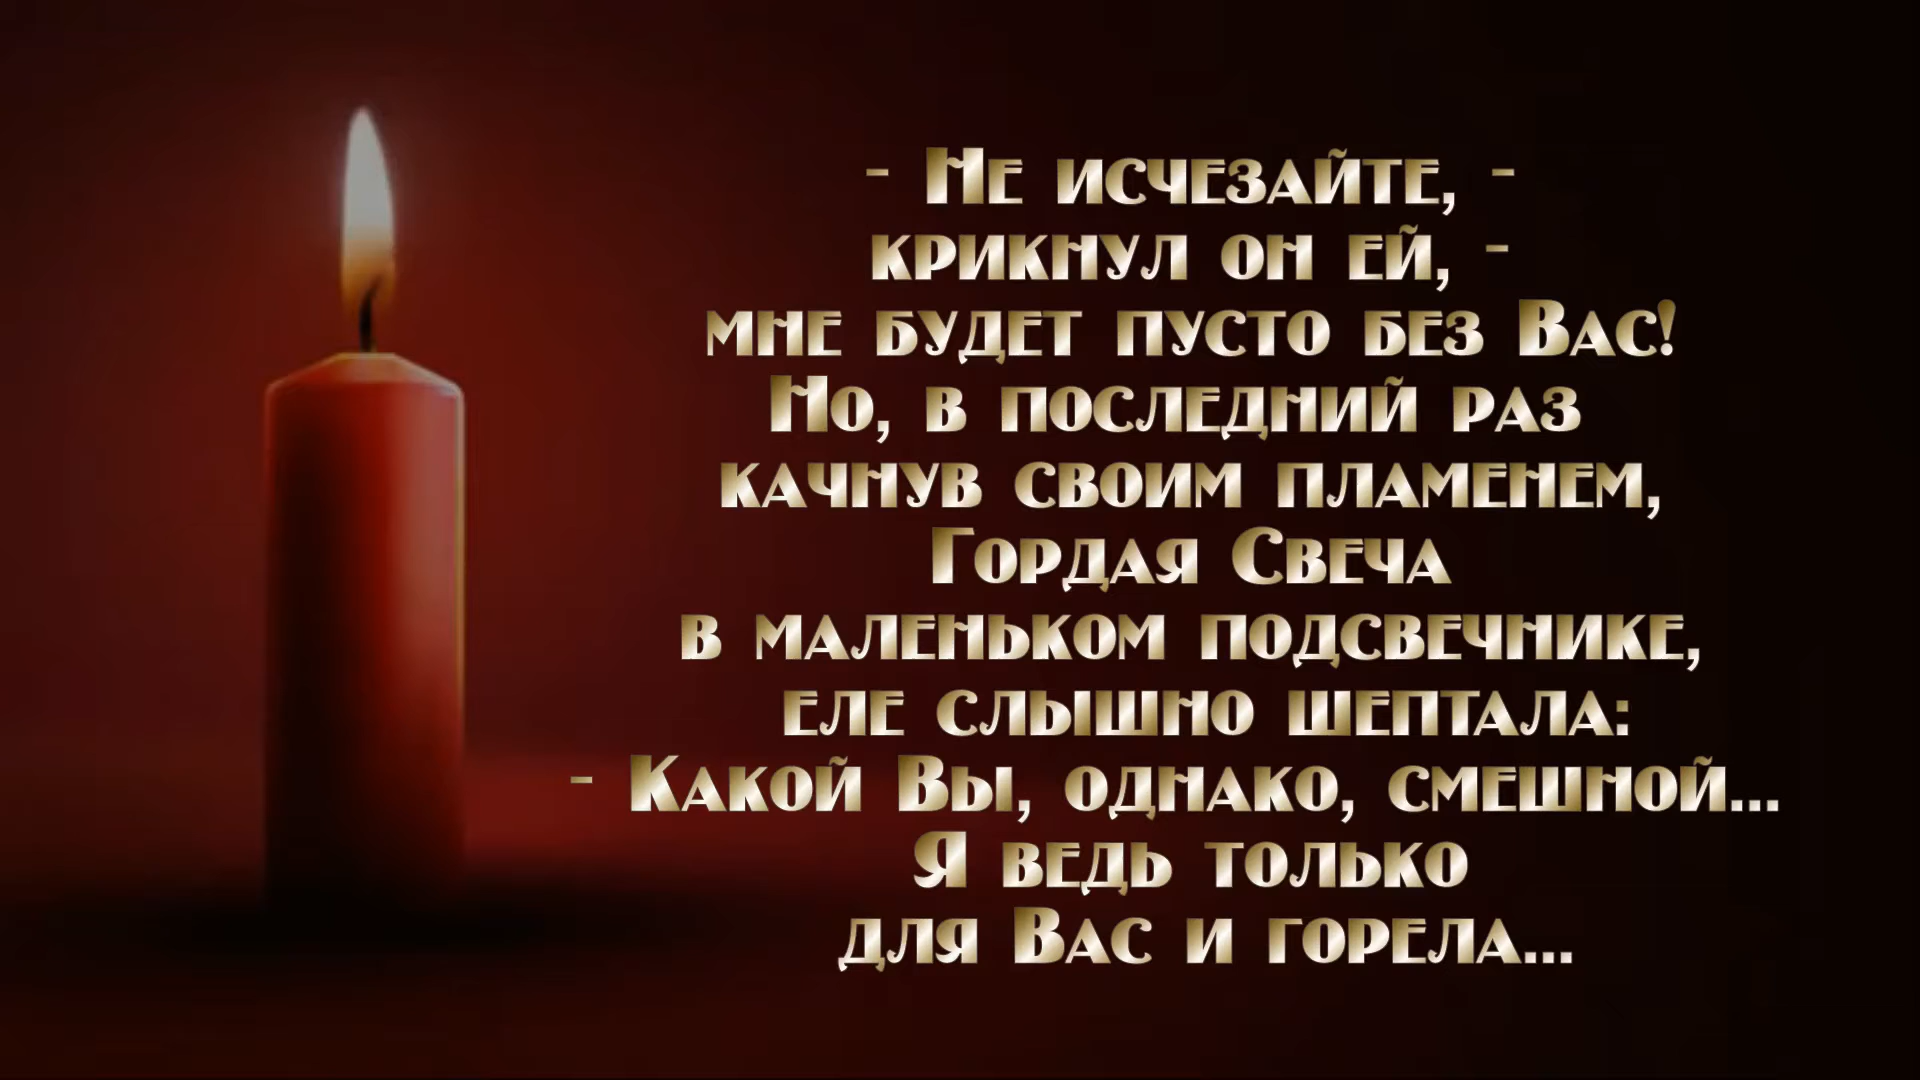 - Не исчезайте, -
крикнул он ей, -
мне будет пусто без Вас!
Но, в последний раз
качнув своим пламенем,
Гордая Свеча
в маленьком подсвечнике,
еле слышно шептала:
- Какой Вы, однако, смешной...
Я ведь только
для Вас и горела...